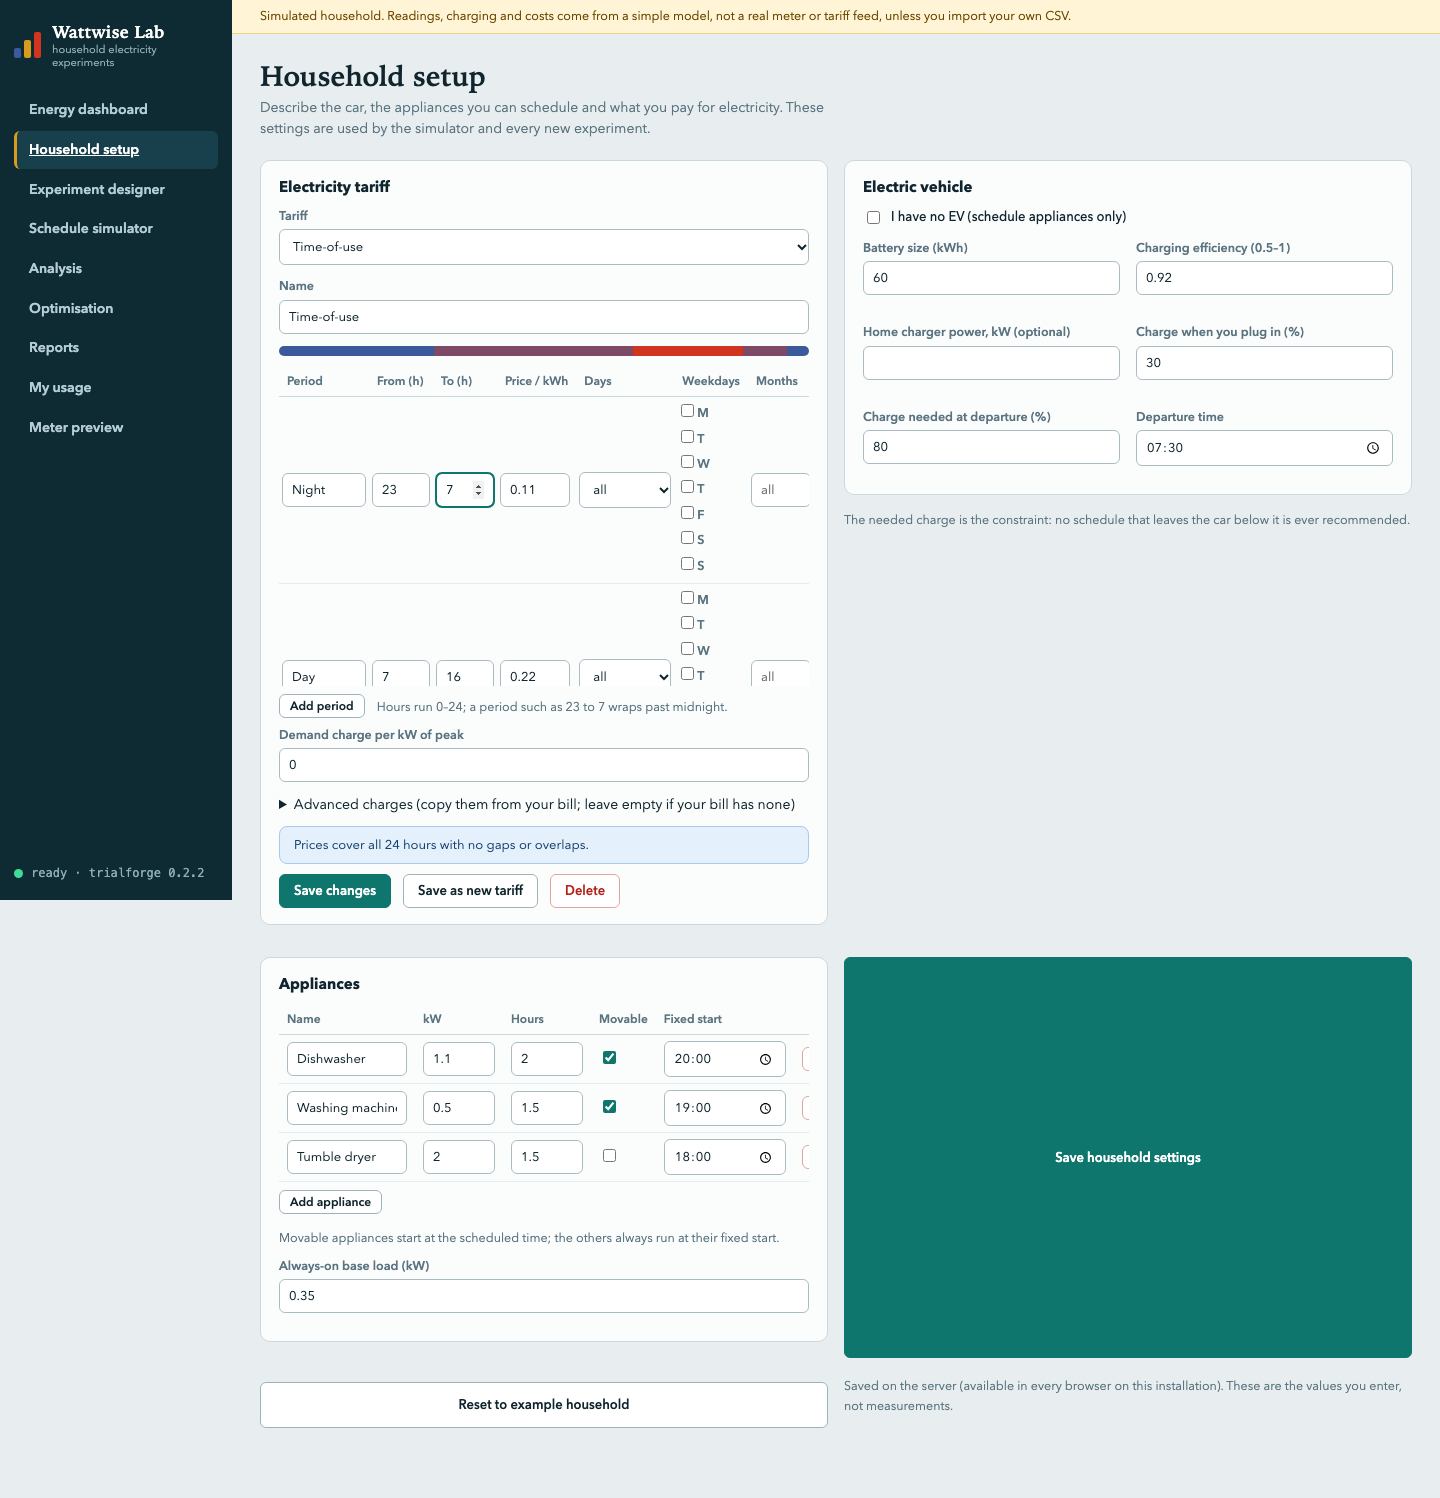 Wattwise Lab
household electricity
experiments
Energy dashboard
Household setup
Experiment designer
Schedule simulator
Analysis
Optimisation
Reports
My usage
Meter preview
ready · trialforge 0.2.2
Simulated household. Readings, charging and costs come from a simple model, not a real meter or tariff feed, unless you import your own CSV.
Household setup
Describe the car, the appliances you can schedule and what you pay for electricity. These
settings are used by the simulator and every new experiment.
Electricity tariff
Tariff
Time-of-use
Name
Time-of-use
Period From (h) To (h) Price / kWh Days Weekdays Months
M
T
W
Night 23 7 0.11 all T all
F
S
S
M
T
W
Day 7 16 0.22 all T all
Add period Hours run 0–24; a period such as 23 to 7 wraps past midnight.
Demand charge per kW of peak
0
Advanced charges (copy them from your bill; leave empty if your bill has none)
Prices cover all 24 hours with no gaps or overlaps.
Save changes Save as new tariff Delete
Electric vehicle
I have no EV (schedule appliances only)
Battery size (kWh) Charging efficiency (0.5–1)
60 0.92
Home charger power, kW (optional) Charge when you plug in (%)
30
Charge needed at departure (%) Departure time
80 07:30
The needed charge is the constraint: no schedule that leaves the car below it is ever recommended.
Appliances
Name kW Hours Movable Fixed start
Dishwasher 1.1 2 20:00
Washing machine 0.5 1.5 19:00
Tumble dryer 2 1.5 18:00
Add appliance
Movable appliances start at the scheduled time; the others always run at their fixed start.
Always-on base load (kW)
0.35
Save household settings
Reset to example household
Saved on the server (available in every browser on this installation). These are the values you enter,
not measurements.